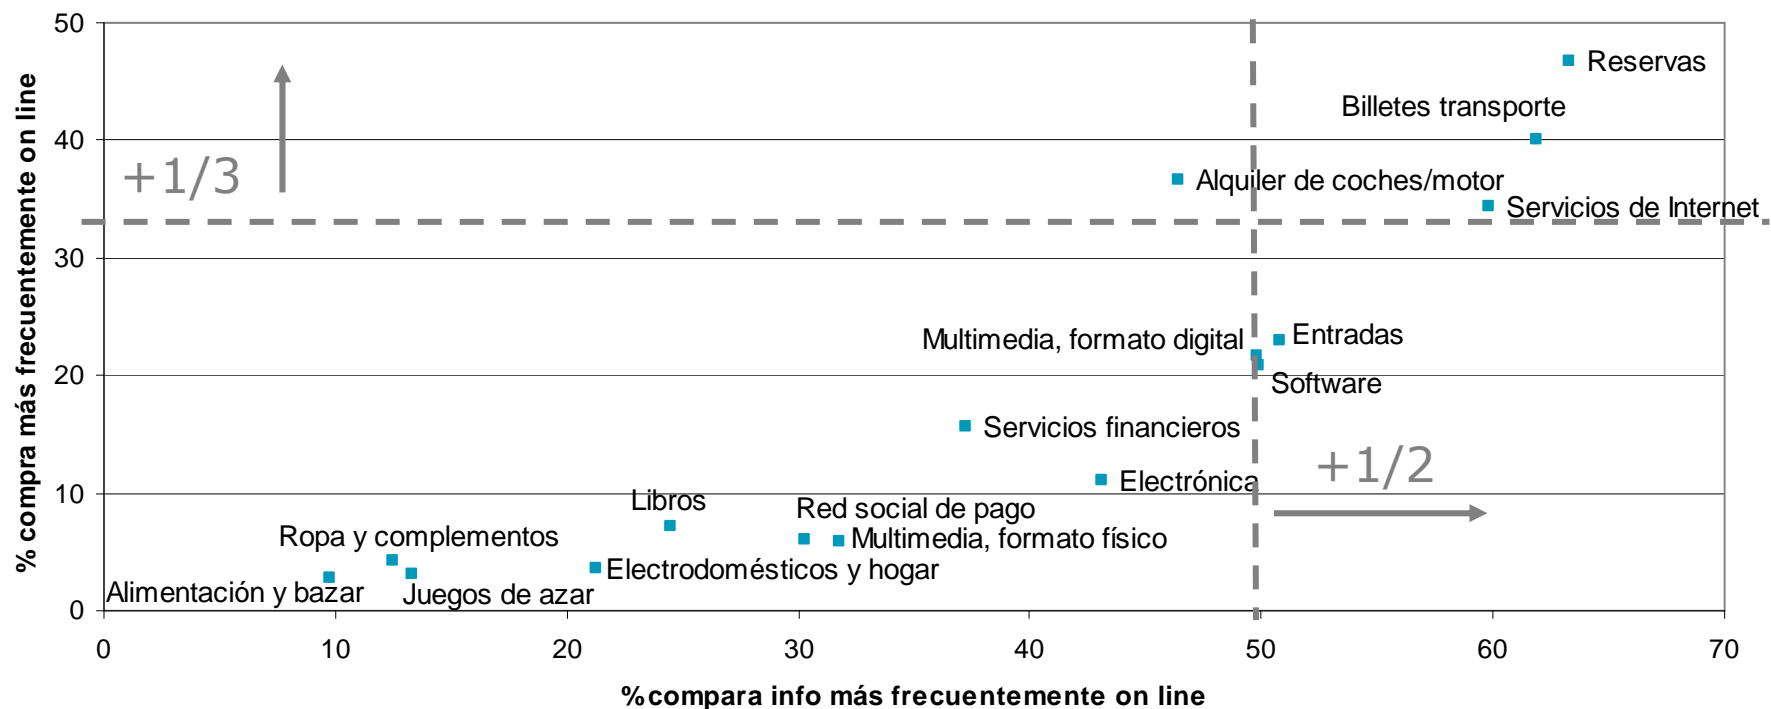 50
Reservas
Billetes transporte
40
+1/3
Alquiler de coches/motor
Servicios de Internet
30
Multimedia, formato digital
Entradas
20
Software
Servicios financieros
+1/2
Electrónica
10
Libros
Red social de pago
Ropa y complementos
Multimedia, formato físico
Electrodomésticos y hogar
Alimentación y bazar
Juegos de azar
0
0 10 20 30 40 50 60 70
% compra más frecuentemente on line
%compara info más frecuentemente on line